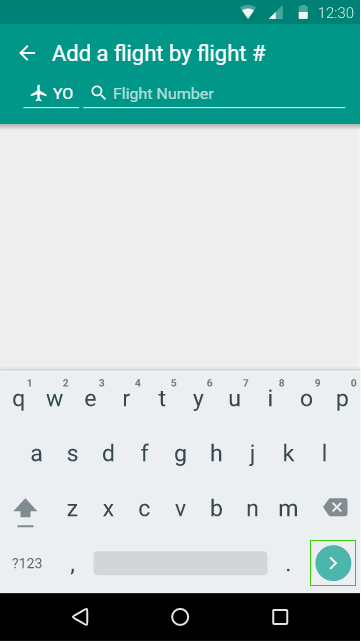 12:30
Add a flight by flight #
YO Flight Number
1 2 3 4 5 6 7 8 9 0
q w e r t y u i o p
a s d f g h j k l
z x c v b n m
?123 , .